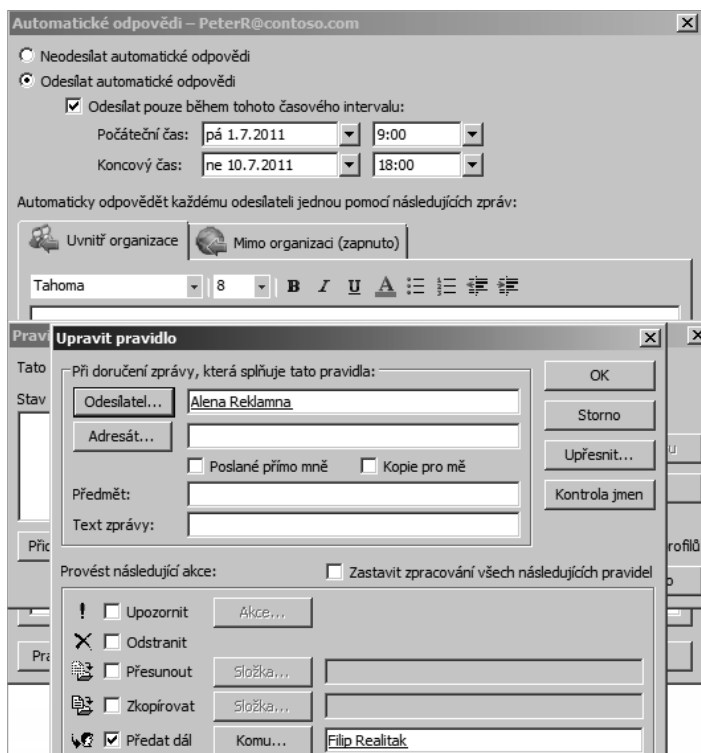 Automatické odpovědi – PeterR@contoso.com
Neodesílat automatické odpovědi
Odesílat automatické odpovědi
Odesílat pouze během tohoto časového intervalu:
Počáteční čas: pá 1.7.2011 9:00
Koncový čas: ne 10.7.2011 18:00
Automaticky odpovědět každému odesílateli jednou pomocí následujících zpráv:
Uvnitř organizace Mimo organizaci (zapnuto)
Tahoma 8 B I U A
Upravit pravidlo
Tato
Stav
Při doručení zprávy, která splňuje tato pravidla:
OK
Odesílatel... Alena Reklamna
Storno
Adresát...
Upřesnit...
Poslané přímo mně Kopie pro mě
Předmět:
Kontrola jmen
Text zprávy:
Provést následující akce: Zastavit zpracování všech následujících pravidel
Upozornit Akce...
Odstranit
Přesunout Složka...
Zkopírovat Složka...
Předat dál Komu... Filip Realitak